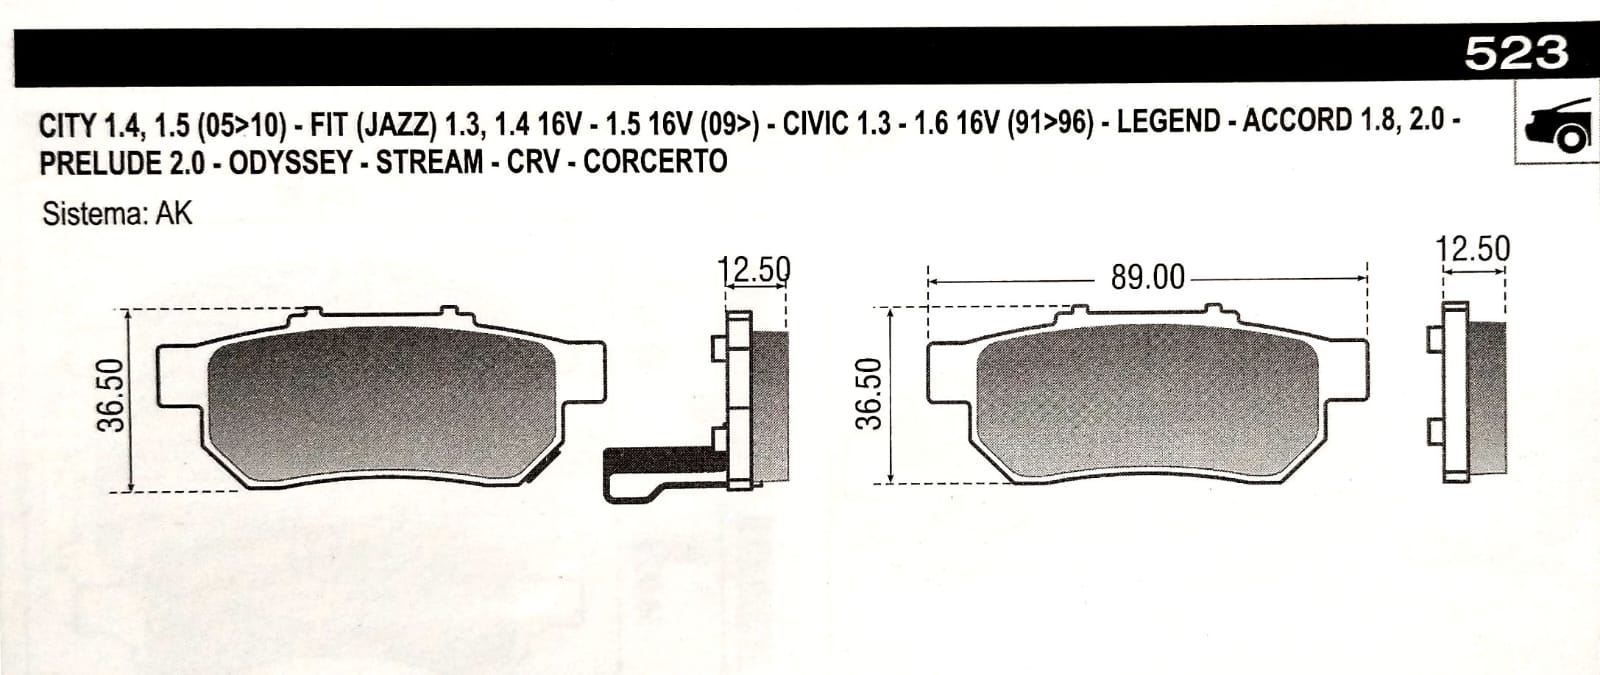 523
CITY 1.4, 1.5 (05>10) - FIT (JAZZ) 1.3, 1.4 16V - 1.5 16V (09>) - CIVIC 1.3 - 1.6 16V (91>96) - LEGEND - ACCORD 1.8, 2.0 -
PRELUDE 2.0 - ODYSSEY - STREAM - CRV - CORCERTO
Sistema: AK
12.50
89.00
12.50
36.50
36.50